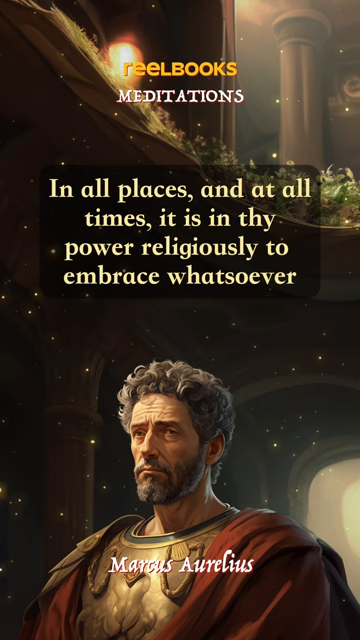 reelbooks
MEDITATIONS
In all places, and at all
times, it is in thy
power religiously to
embrace whatsoever
Marcus Aurelius